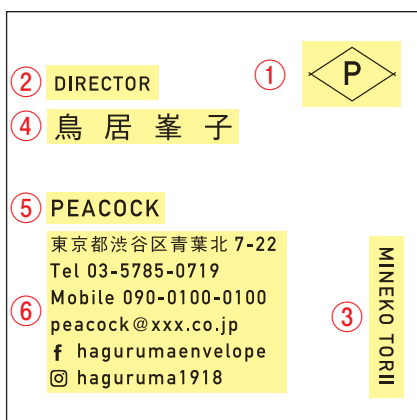 ① P
② DIRECTOR
④ 鳥居峯子
⑤ PEACOCK
⑥ 東京都渋谷区青葉北 7-22
Tel 03-5785-0719
Mobile 090-0100-0100
peacock@xxx.co.jp
f hagurumaenvelope
haguruma1918
③ MINEKO TORII